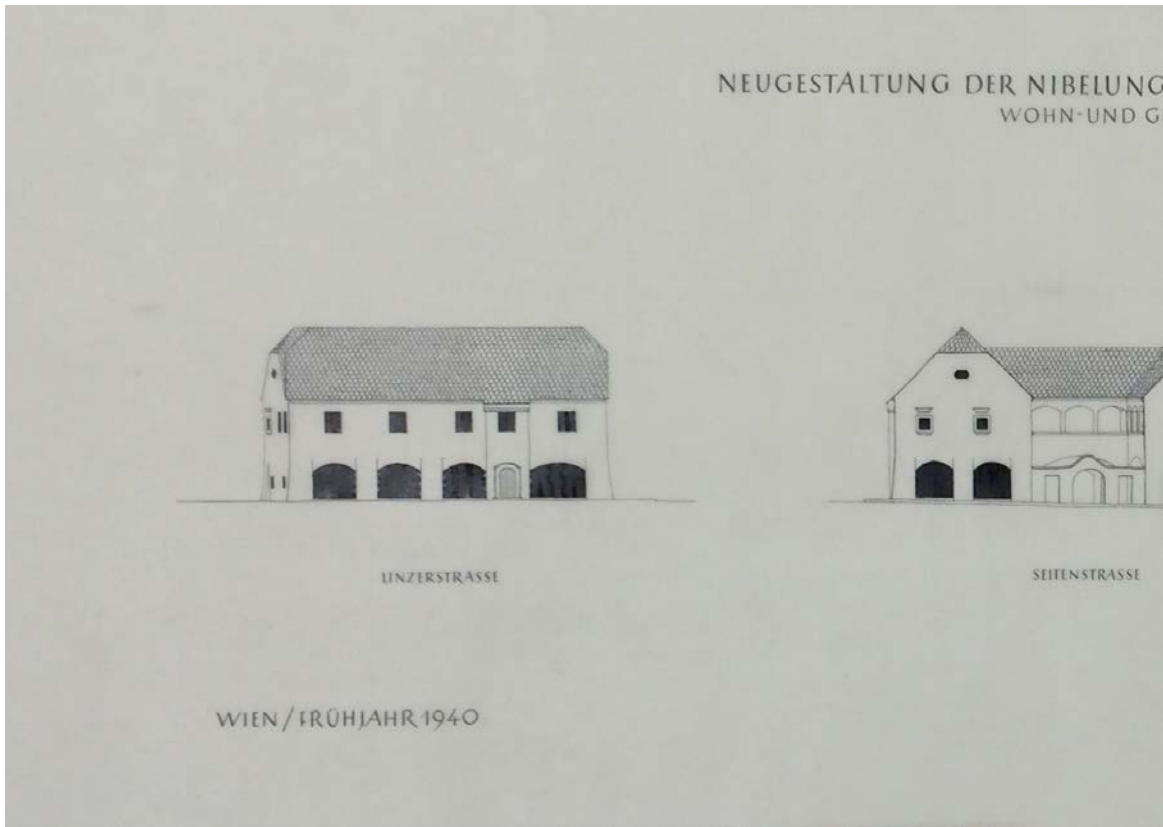 NEUGESTALTUNG DER NIBELUNG
WOHN-UND G
LINZERSTRASSE
SEITENSTRASSE
WIEN/FRÜHJAHR 1940